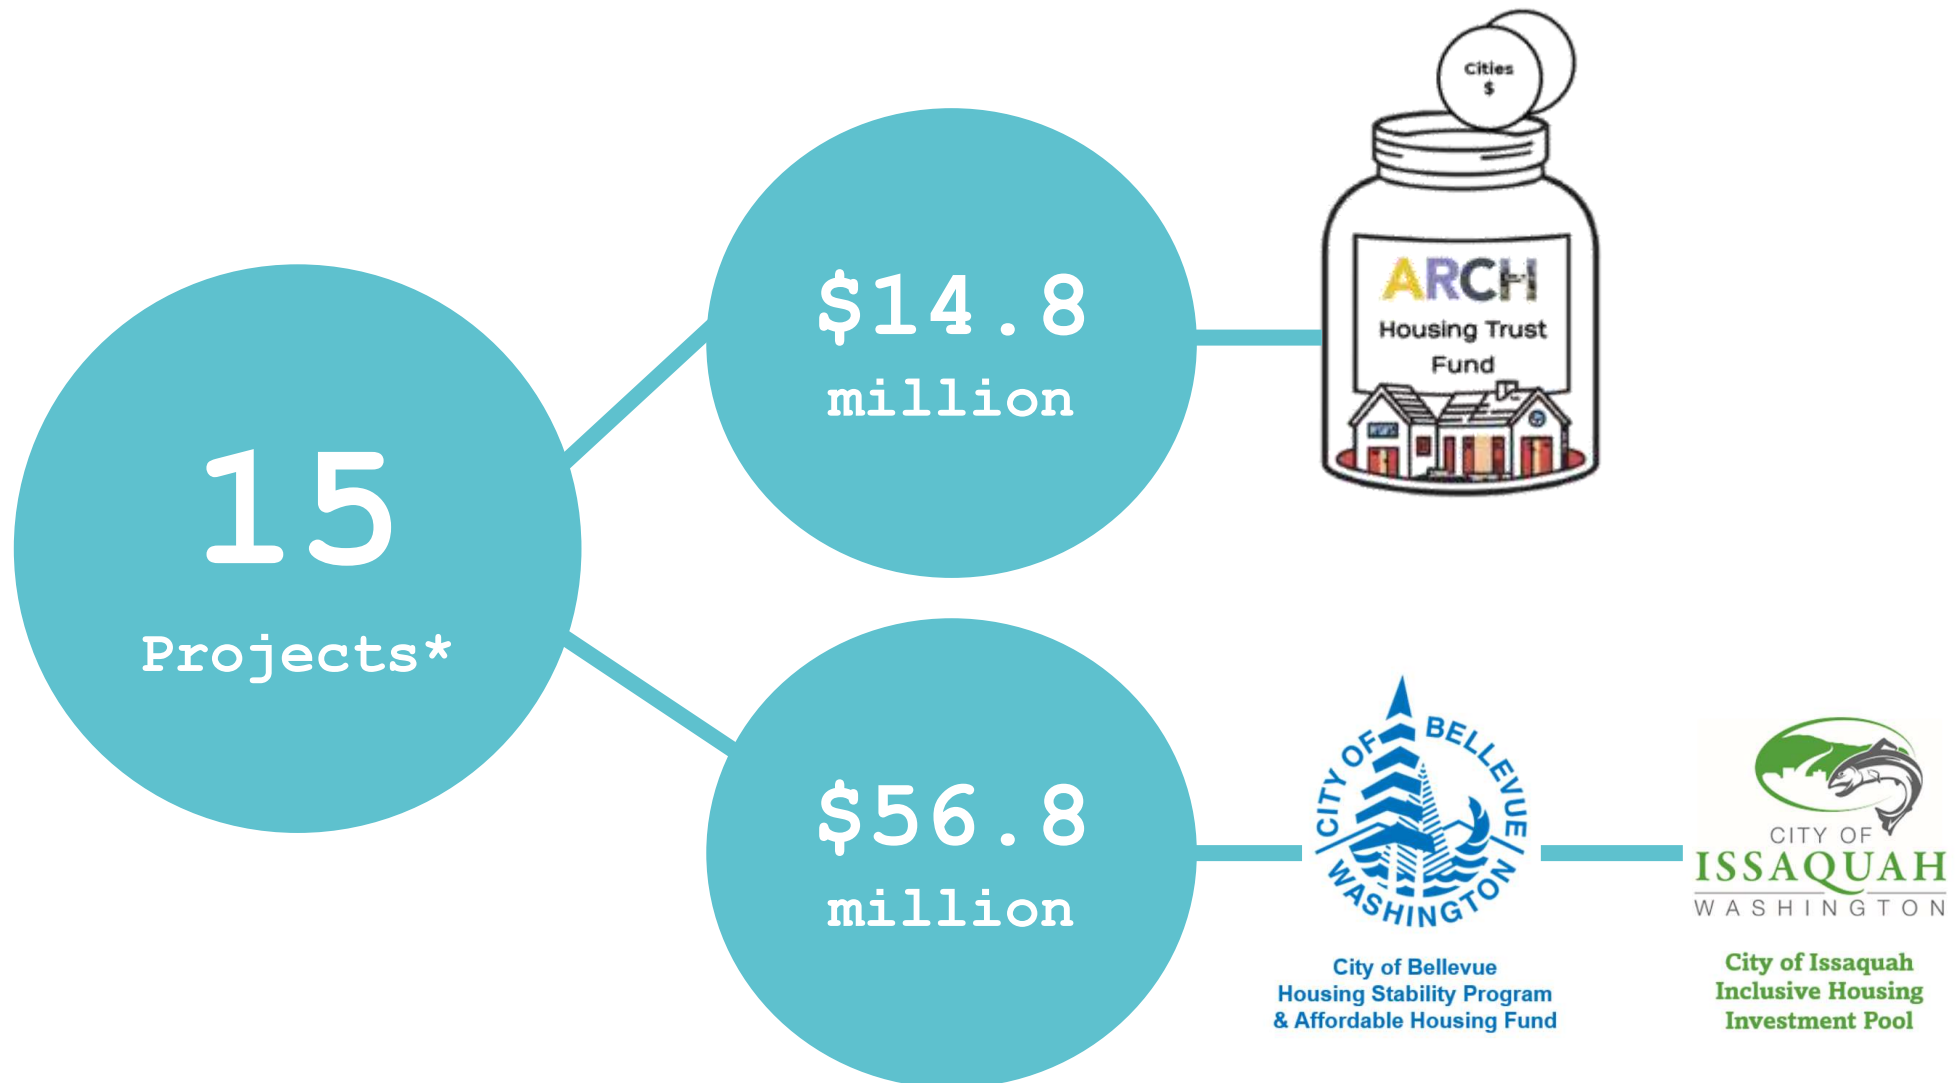 15
Projects*
$14.8
million
Cities
$
ARCH
Housing Trust
Fund
$56.8
million
CITY OF BELLEVUE
WASHINGTON
City of Bellevue
Housing Stability Program
& Affordable Housing Fund
CITY OF
ISSAQUAH
WASHINGTON
City of Issaquah
Inclusive Housing
Investment Pool